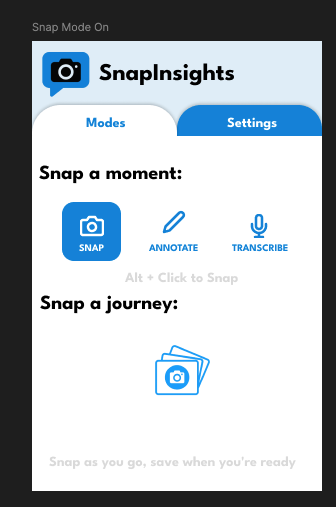 Snap Mode On
SnapInsights
Modes
Settings
Snap a moment:
SNAP
ANNOTATE
TRANSCRIBE
Alt + Click to Snap
Snap a journey:
Snap as you go, save when you're ready